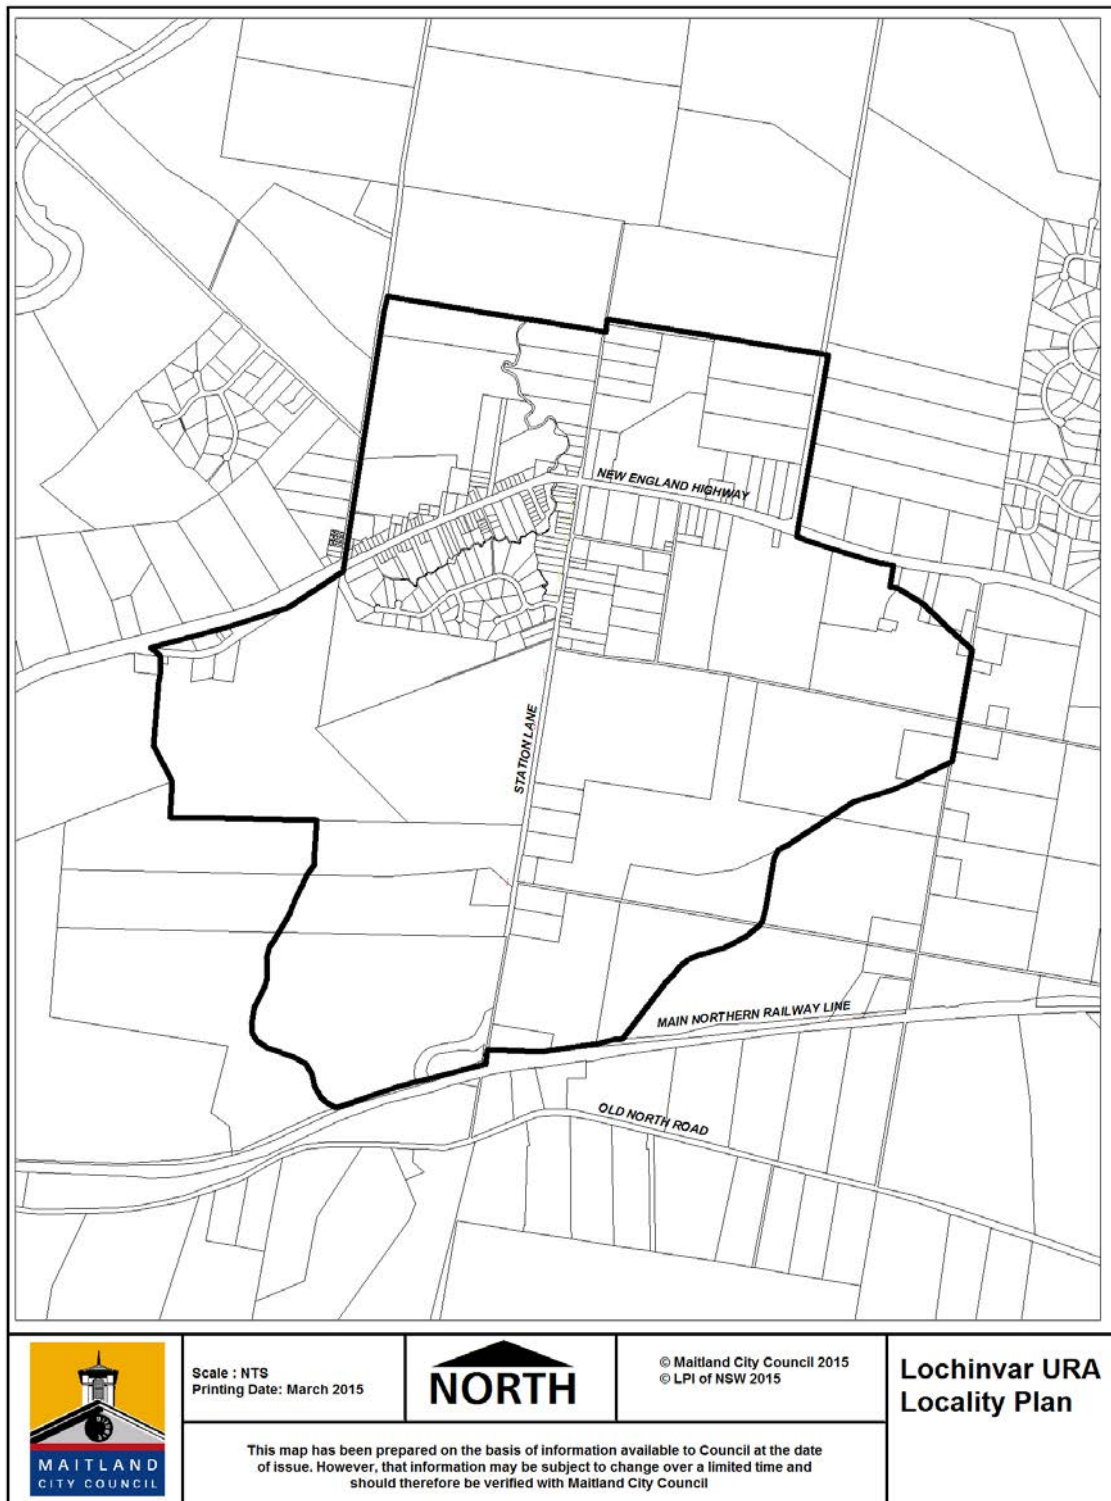 NEW ENGLAND HIGHWAY
STATION LANE
MAIN NORTHERN RAILWAY LINE
OLD NORTH ROAD
MAITLAND
CITY COUNCIL
Scale : NTS
Printing Date: March 2015
NORTH
© Maitland City Council 2015
© LPI of NSW 2015
This map has been prepared on the basis of information available to Council at the date
of issue. However, that information may be subject to change over a limited time and
should therefore be verified with Maitland City Council
Lochinvar URA
Locality Plan